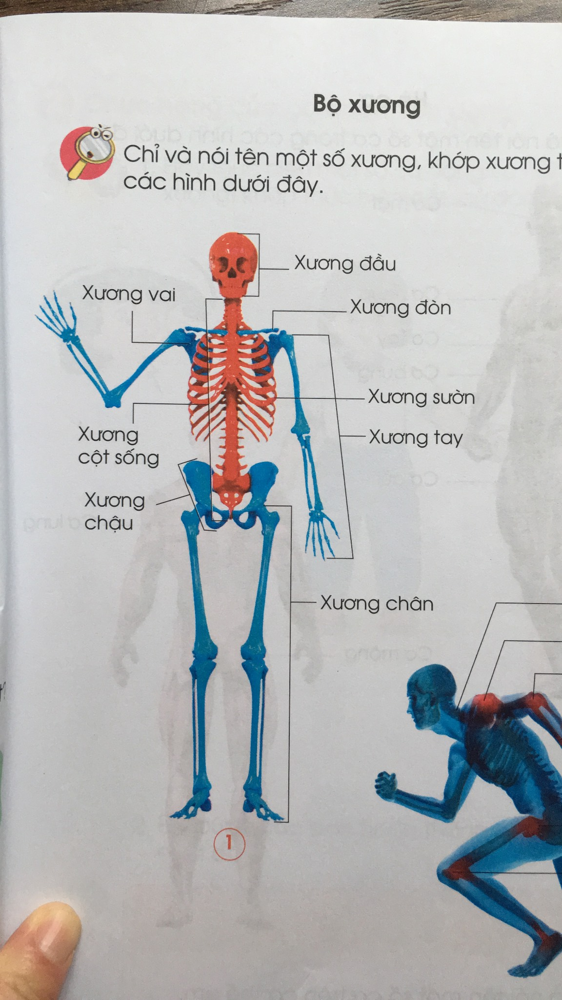 Bộ xương
Chỉ và nói tên một số xương, khớp xương
các hình dưới đây.
Xương đầu
Xương vai
Xương đòn
Xương sườn
Xương
cột sống
Xương tay
Xương
chậu
Xương chân
1